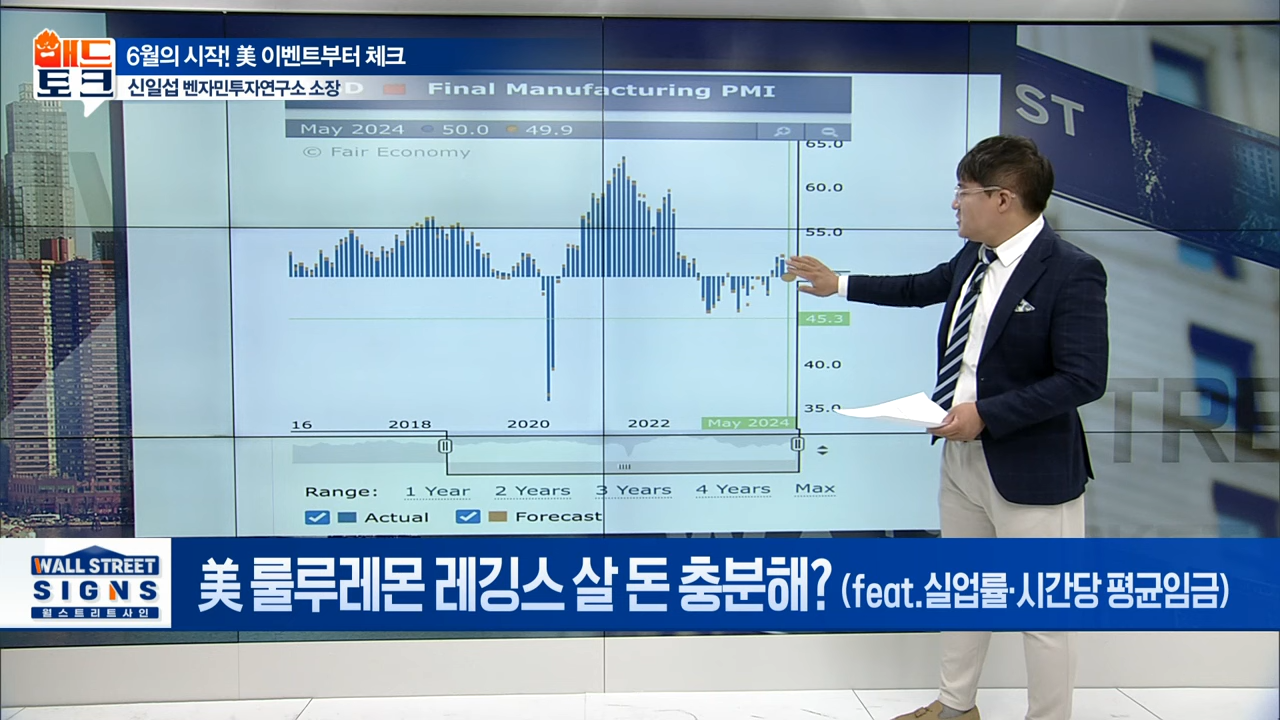 매드
토크
6월의 시작! 美 이벤트부터 체크
신일섭 벤자민투자연구소 소장
D Final Manufacturing PMI
May 2024 50.0 49.9
© Fair Economy
65.0
60.0
55.0
45.3
40.0
35.0
16 2018 2020 2022 May 2024
Range: 1 Year 2 Years 3 Years 4 Years Max
Actual Forecast
ST
TRE
WALL STREET
SIGNS
월스트리트사인
美 룰루레몬 레깅스 살 돈 충분해? (feat.실업률·시간당 평균임금)